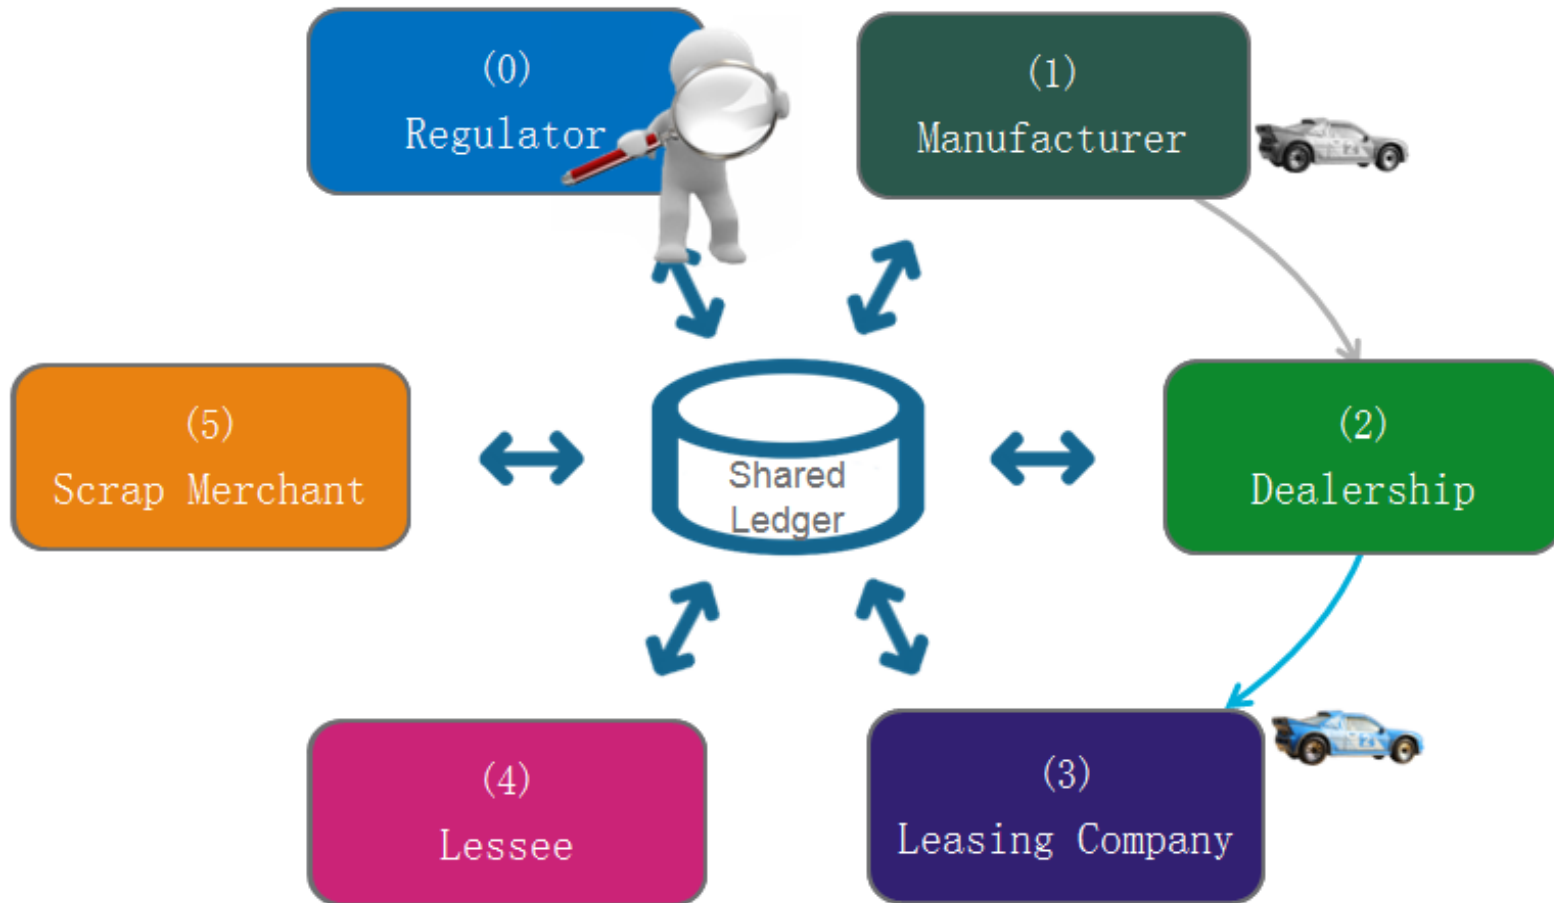 (0)
Regulator
(1)
Manufacturer
(5)
Scrap Merchant
Shared
Ledger
(2)
Dealership
(4)
Lessee
(3)
Leasing Company